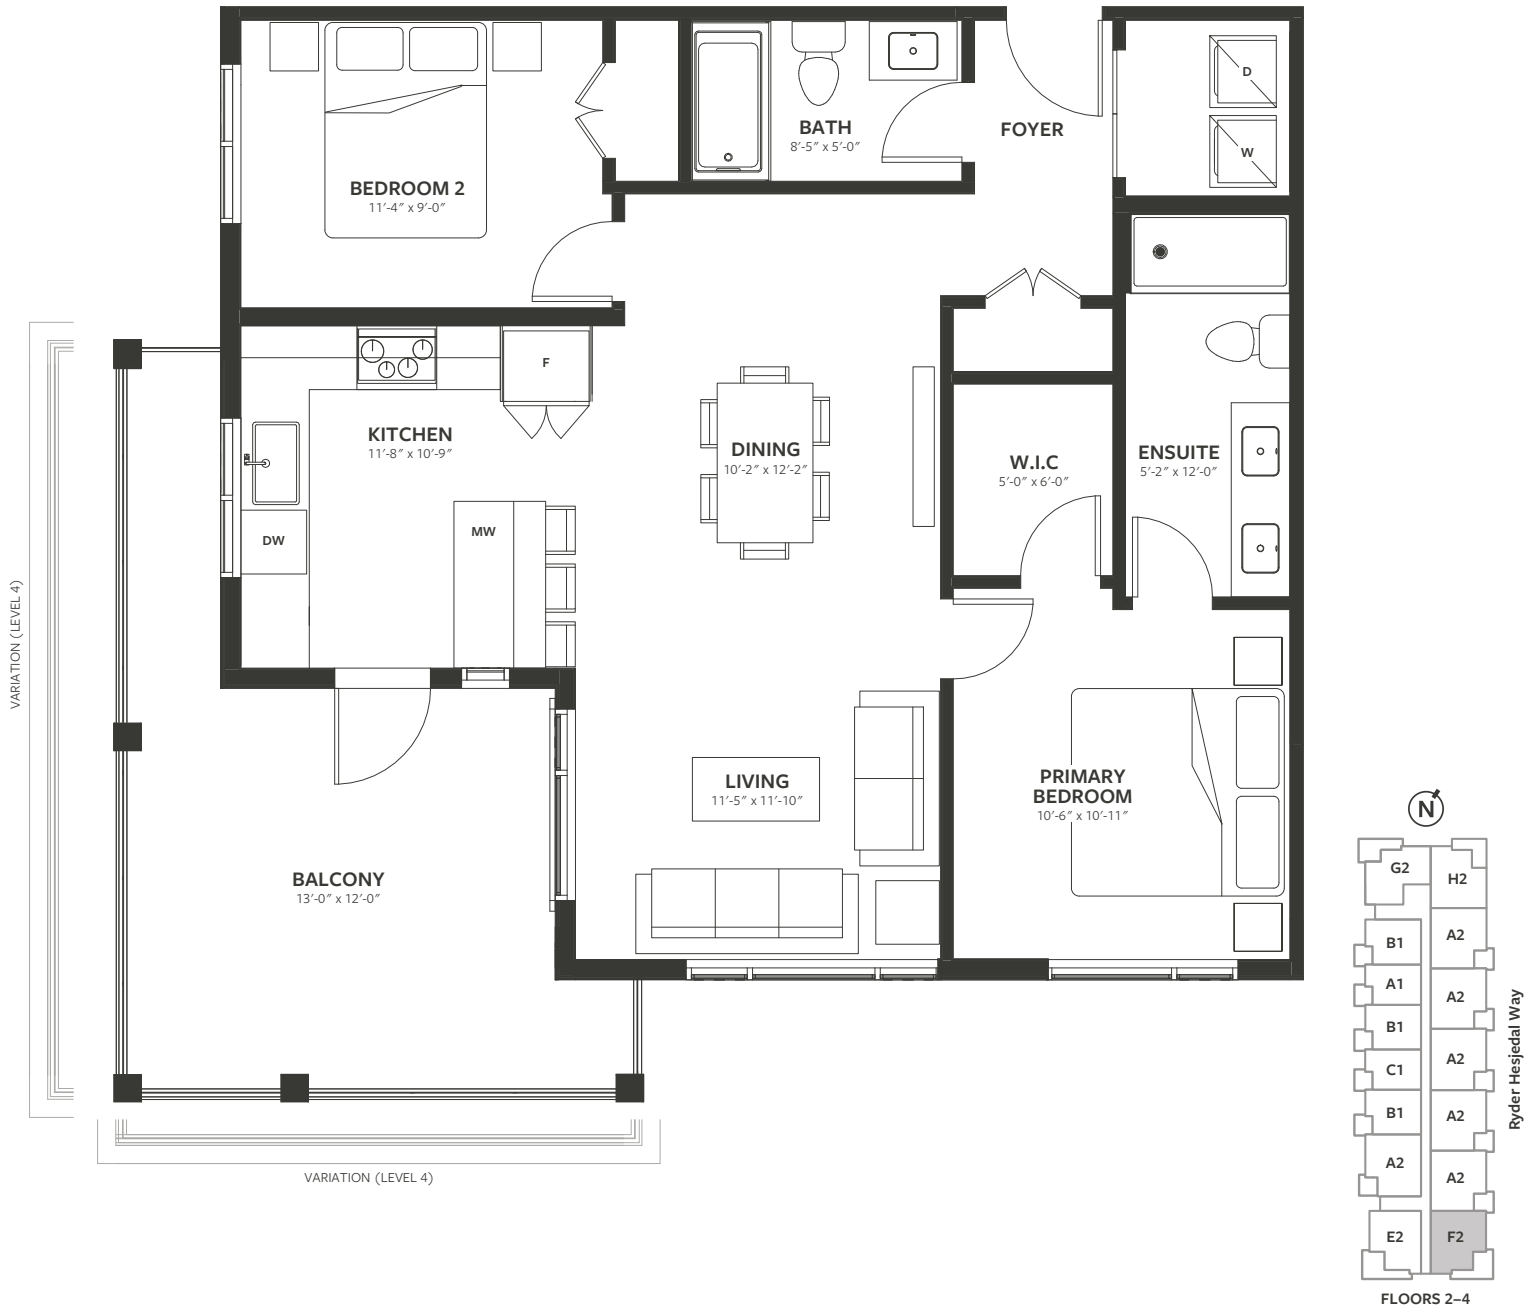 D
W
BATH
8′-5″ x 5′-0″
FOYER
BEDROOM 2
11′-4″ x 9′-0″
F
KITCHEN
11′-8″ x 10′-9″
DINING
10′-2″ x 12′-2″
W.I.C
5′-0″ x 6′-0″
ENSUITE
5′-2″ x 12′-0″
DW
MW
VARIATION (LEVEL 4)
LIVING
11′-5″ x 11′-10″
PRIMARY
BEDROOM
10′-6″ x 10′-11″
BALCONY
13′-0″ x 12′-0″
VARIATION (LEVEL 4)
N
G2
H2
B1
A2
A1
A2
B1
A2
C1
B1
A2
A2
A2
E2
F2
Ryder Hesjedal Way
FLOORS 2–4